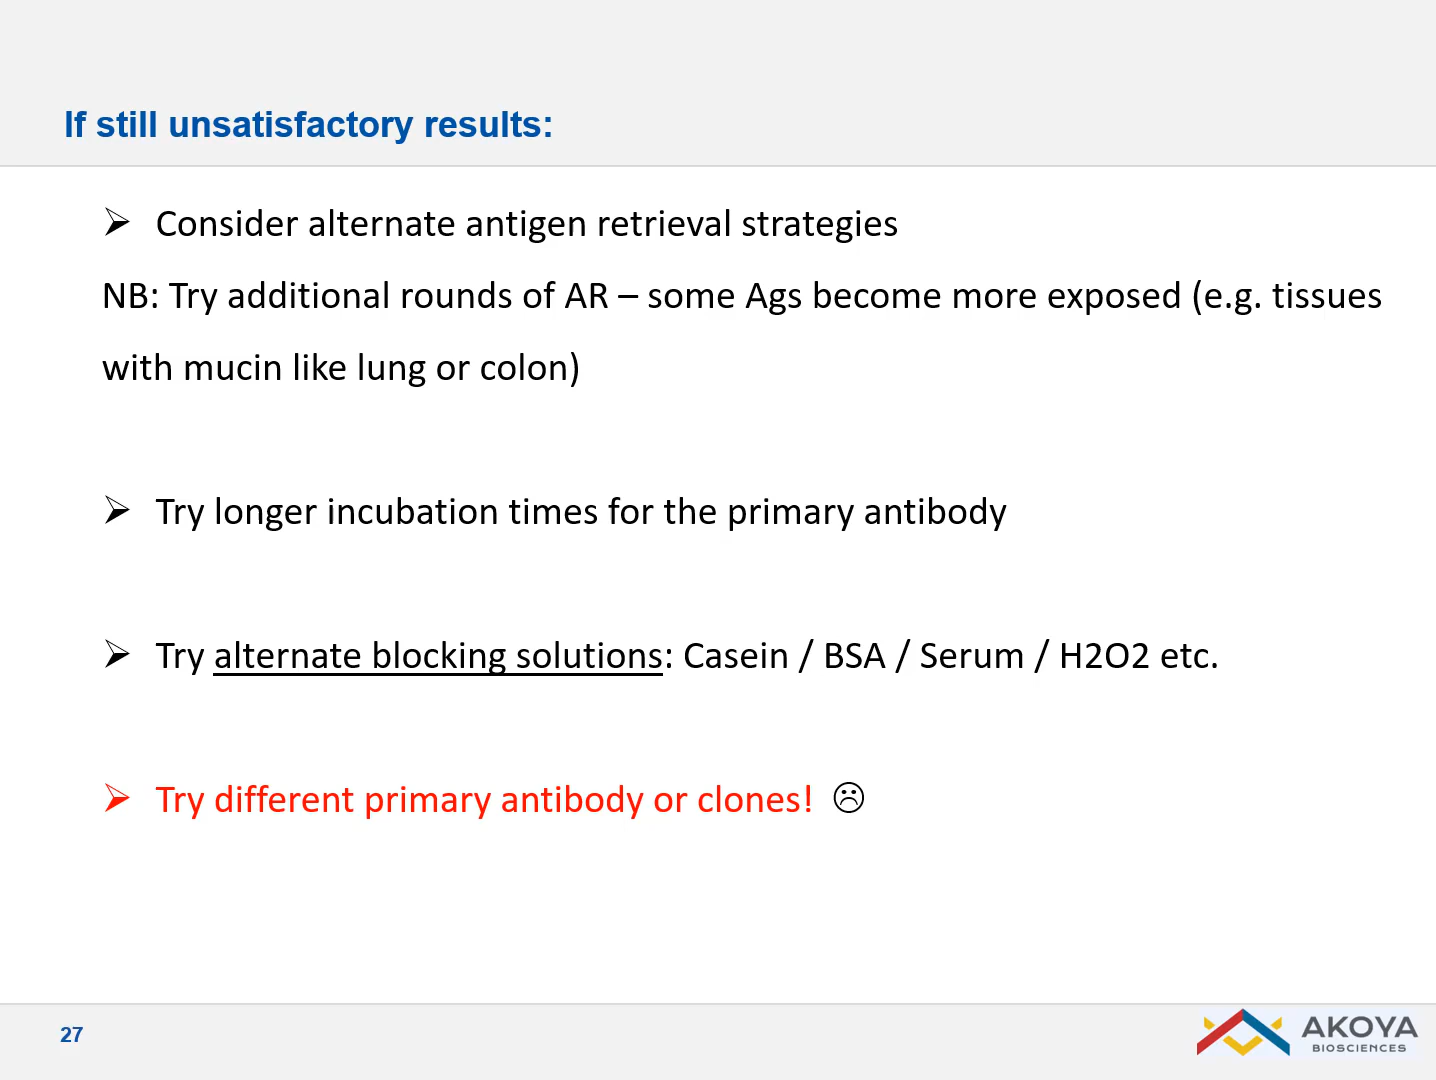 If still unsatisfactory results:
➢ Consider alternate antigen retrieval strategies
NB: Try additional rounds of AR – some Ags become more exposed (e.g. tissues
with mucin like lung or colon)
➢ Try longer incubation times for the primary antibody
➢ Try alternate blocking solutions: Casein / BSA / Serum / H2O2 etc.
➢ Try different primary antibody or clones! ☹
27
AKOYA
BIOSCIENCES